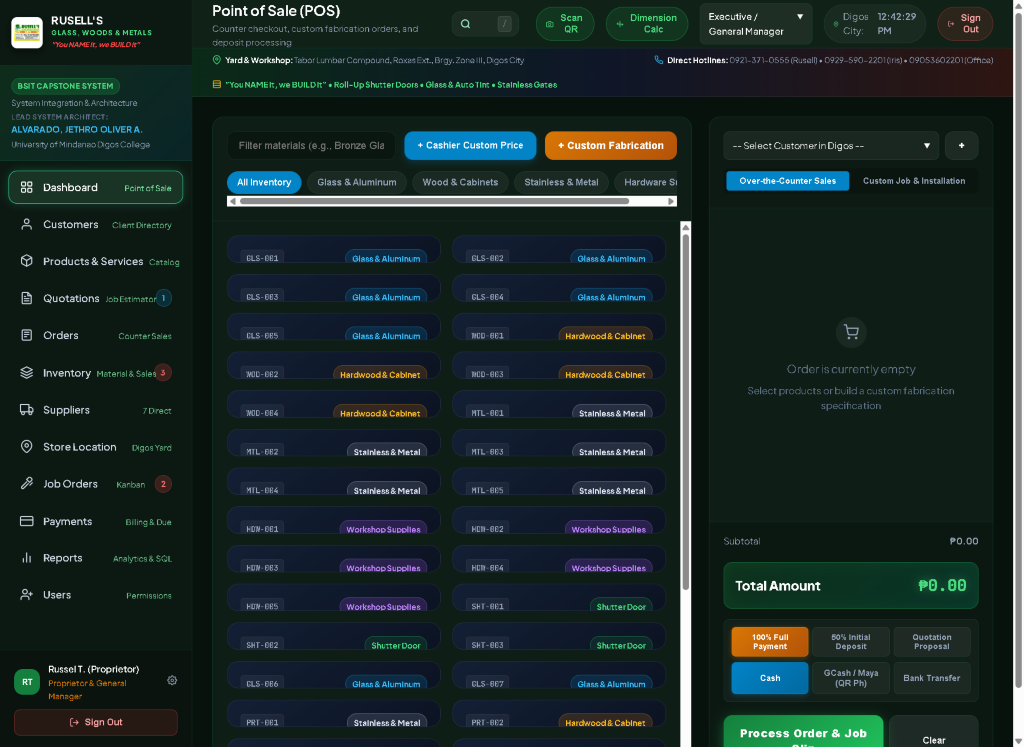 RUSELL'S
GLASS, WOODS & METALS
"You NAME It, we BUILD It"
BSIT CAPSTONE SYSTEM
System Integration & Architecture
LEAD SYSTEM ARCHITECT:
ALVARADO, JETHRO OLIVER A.
University of Mindanao Digos College
Dashboard Point of Sale
Customers Client Directory
Products & Services Catalog
Quotations Job Estimator 1
Orders Counter Sales
Inventory Material & Sales 3
Suppliers 7 Direct
Store Location Digos Yard
Job Orders Kanban 2
Payments Billing & Due
Reports Analytics & SQL
Users Permissions
RT
Russel T. (Proprietor)
Proprietor & General
Manager
Sign Out
Point of Sale (POS)
Counter checkout, custom fabrication orders, and
deposit processing
/
Scan
QR
Dimension
Calc
Executive /
General Manager
Digos
City:
12:42:29
PM
Sign
Out
Yard & Workshop: Tabor Lumber Compound, Roxas Ext., Brgy. Zone III, Digos City
Direct Hotlines: 0921-371-0555 (Rusell) • 0929-590-2201(Iris) • 09053602201(Office)
"You NAME It, we BUILD It" • Roll-Up Shutter Doors • Glass & Auto Tint • Stainless Gates
Filter materials (e.g., Bronze Gla
+ Cashier Custom Price
+ Custom Fabrication
All Inventory
Glass & Aluminum
Wood & Cabinets
Stainless & Metal
Hardware Su
GLS-001 Glass & Aluminum
GLS-002 Glass & Aluminum
GLS-003 Glass & Aluminum
GLS-004 Glass & Aluminum
GLS-005 Glass & Aluminum
WOD-001 Hardwood & Cabinet
WOD-002 Hardwood & Cabinet
WOD-003 Hardwood & Cabinet
WOD-004 Hardwood & Cabinet
MTL-001 Stainless & Metal
MTL-002 Stainless & Metal
MTL-003 Stainless & Metal
MTL-004 Stainless & Metal
MTL-005 Stainless & Metal
HDW-001 Workshop Supplies
HDW-002 Workshop Supplies
HDW-003 Workshop Supplies
HDW-004 Workshop Supplies
HDW-005 Workshop Supplies
SHT-001 Shutter Door
SHT-002 Shutter Door
SHT-003 Shutter Door
GLS-006 Glass & Aluminum
GLS-007 Glass & Aluminum
PRT-001 Stainless & Metal
PRT-002 Hardwood & Cabinet
-- Select Customer in Digos --
+
Over-the-Counter Sales
Custom Job & Installation
Order is currently empty
Select products or build a custom fabrication
specification
Subtotal ₱0.00
Total Amount ₱0.00
100% Full
Payment
50% Initial
Deposit
Quotation
Proposal
Cash
GCash / Maya
(QR Ph)
Bank Transfer
Process Order & Job
Clear